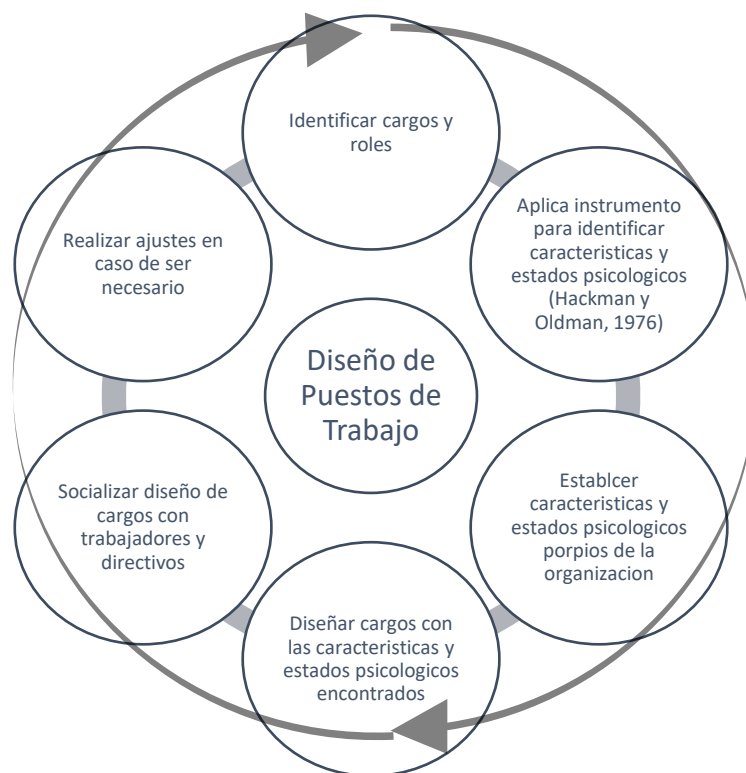 Identificar cargos y
roles
Aplica instrumento
para identificar
caracteristicas y
estados psicologicos
(Hackman y
Oldman, 1976)
Establcer
caracteristicas y
estados psicologicos
porpios de la
organizacion
Diseñar cargos con
las caracteristicas y
estados psicologicos
encontrados
Socializar diseño de
cargos con
trabajadores y
directivos
Realizar ajustes en
caso de ser
necesario
Diseño de
Puestos de
Trabajo